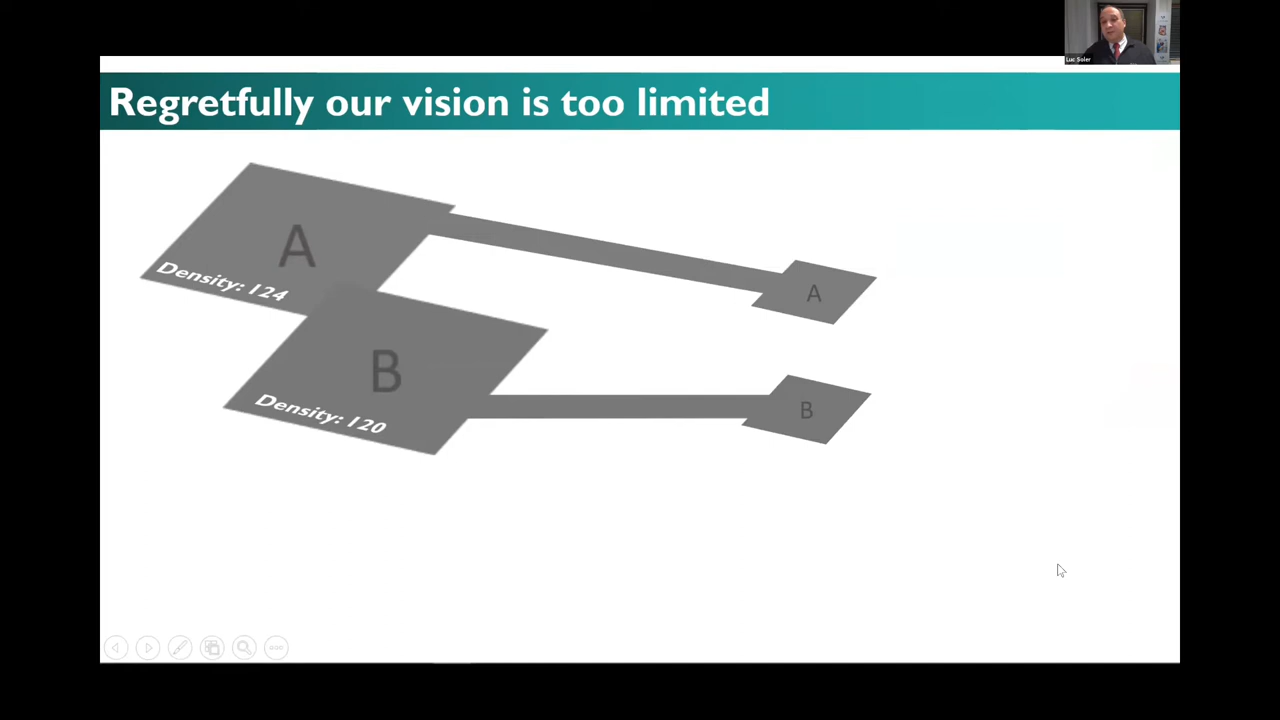 Luc Soler
Regretfully our vision is too limited
A
Density: 124
A
B
Density: 120
B